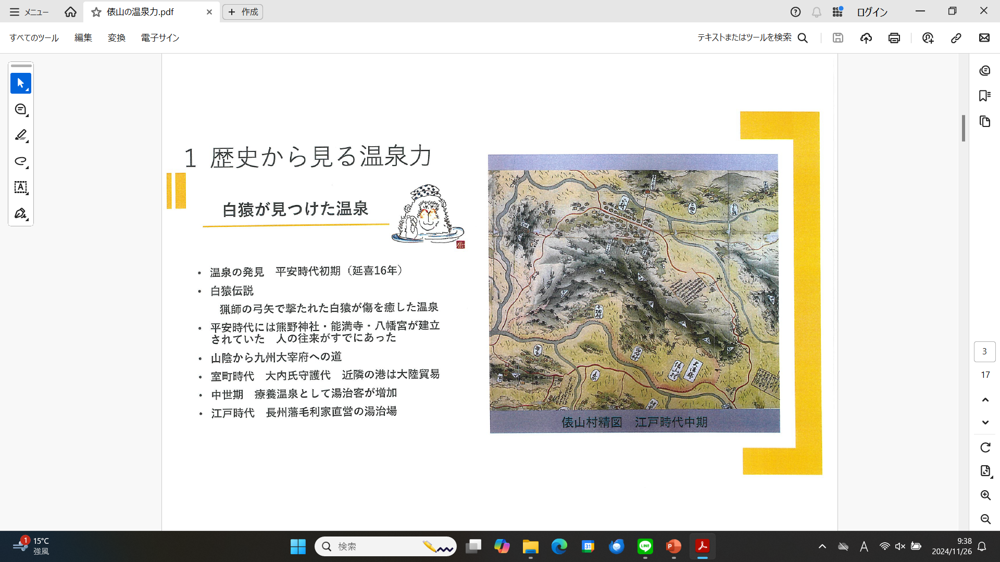 メニュー
俵山の温泉力.pdf
作成
ログイン
すべてのツール
編集
変換
電子サイン
テキストまたはツールを検索
1 歴史から見る温泉力
白猿が見つけた温泉
• 温泉の発見　平安時代初期（延喜16年）
• 白猿伝説
猟師の弓矢で撃たれた白猿が傷を癒した温泉
• 平安時代には熊野神社・能満寺・八幡宮が建立
されていた　人の往来がすでにあった
• 山陰から九州大宰府への道
• 室町時代　大内氏守護代　近隣の港は大陸貿易
• 中世期　療養温泉として湯治客が増加
• 江戸時代　長州藩毛利家直営の湯治場
小畑村
俵山村
俵山村精図　江戸時代中期
3
17
1
15°C
強風
検索
31
LINE
A
9:38
2024/11/26